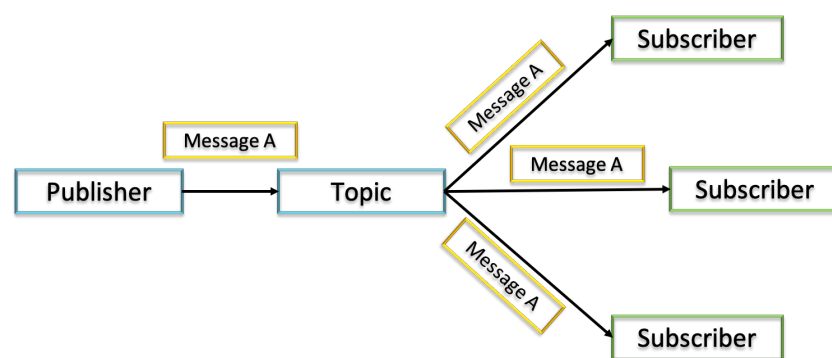 Subscriber
Message A
Message A
Message A
Publisher
Topic
Subscriber
Message A
Subscriber